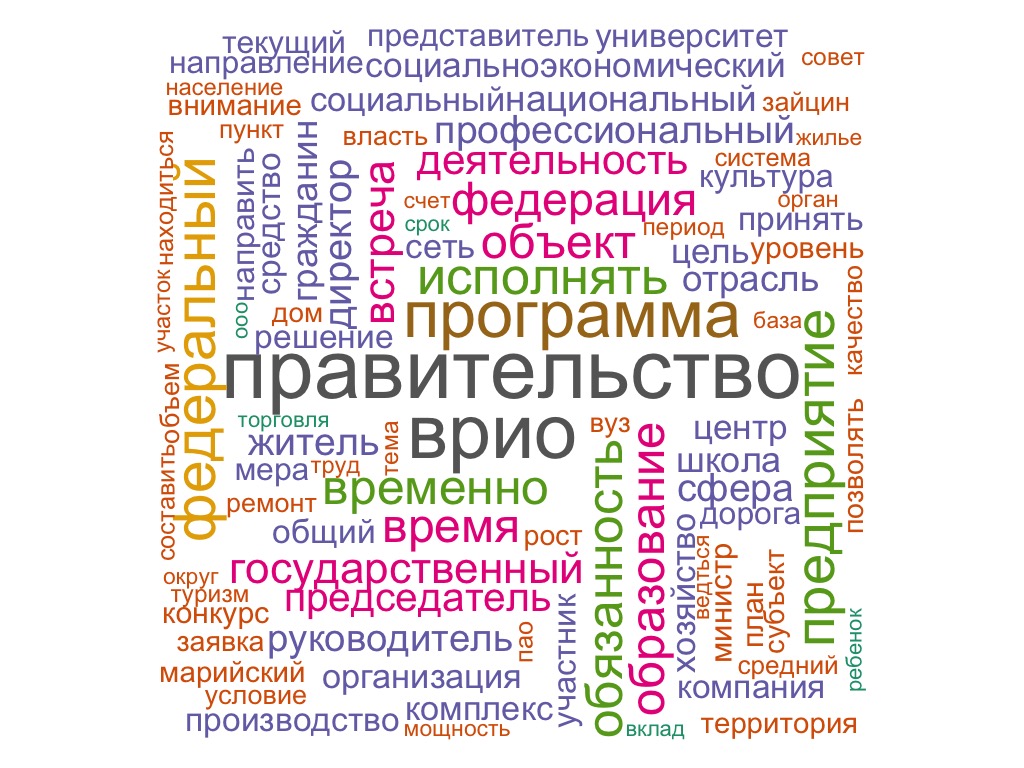 текущий
представитель
университет
направление
социальноэкономический
совет
население
внимание
социальный
национальный
зайцин
пункт
власть
профессиональный
жилье
находиться
федеральный
направить
средство
гражданин
директор
встреча
деятельность
система
культура
счет
федерация
орган
срок
период
принять
сеть
объект
цель
уровень
исполнять
отрасль
участок
ооо
дом
решение
программа
база
предприятие
качество
правительство
объем
торговля
житель
тема
врио
вуз
обязанность
образование
центр
позволять
мера
труд
школа
составить
ремонт
временно
сфера
дорога
общий
время
рост
хозяйство
ведться
министр
план
субъект
округ
государственный
туризм
председатель
конкурс
участник
заявка
руководитель
пао
ребенок
марийский
организация
средний
условие
компания
производство
комплекс
мощность
вклад
территория